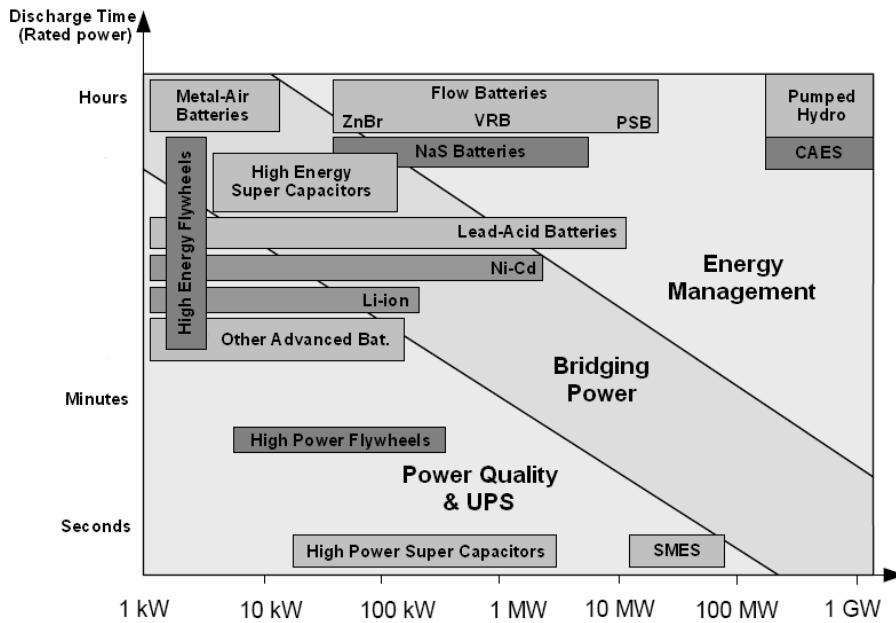 Discharge Time
(Rated power)
Hours
Metal-Air
Batteries
Flow Batteries
ZnBr VRB PSB
Pumped
Hydro
NaS Batteries
CAES
High Energy
Super Capacitors
High Energy Flywheels
Lead-Acid Batteries
Energy
Management
Ni-Cd
Li-ion
Other Advanced Bat.
Bridging
Power
Minutes
High Power Flywheels
Power Quality
& UPS
Seconds
High Power Super Capacitors
SMES
1 kW 10 kW 100 kW 1 MW 10 MW 100 MW 1 GW